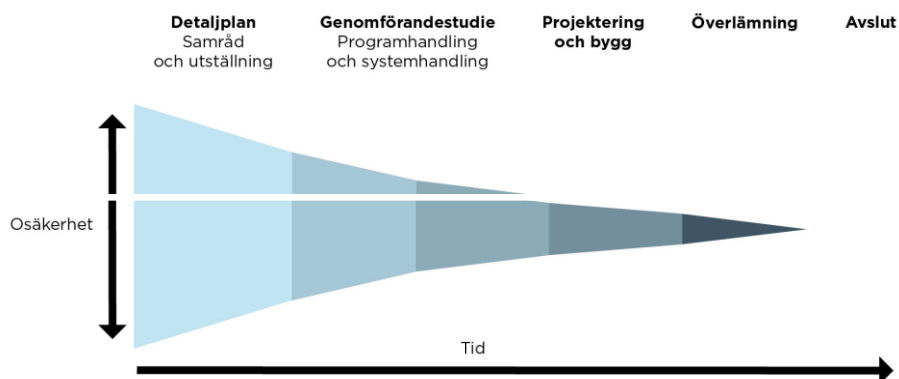 Detaljplan
Samråd
och utställning
Genomförandestudie
Programhandling
och systemhandling
Projektering
och bygg
Överlämning
Avslut
Osäkerhet
Tid